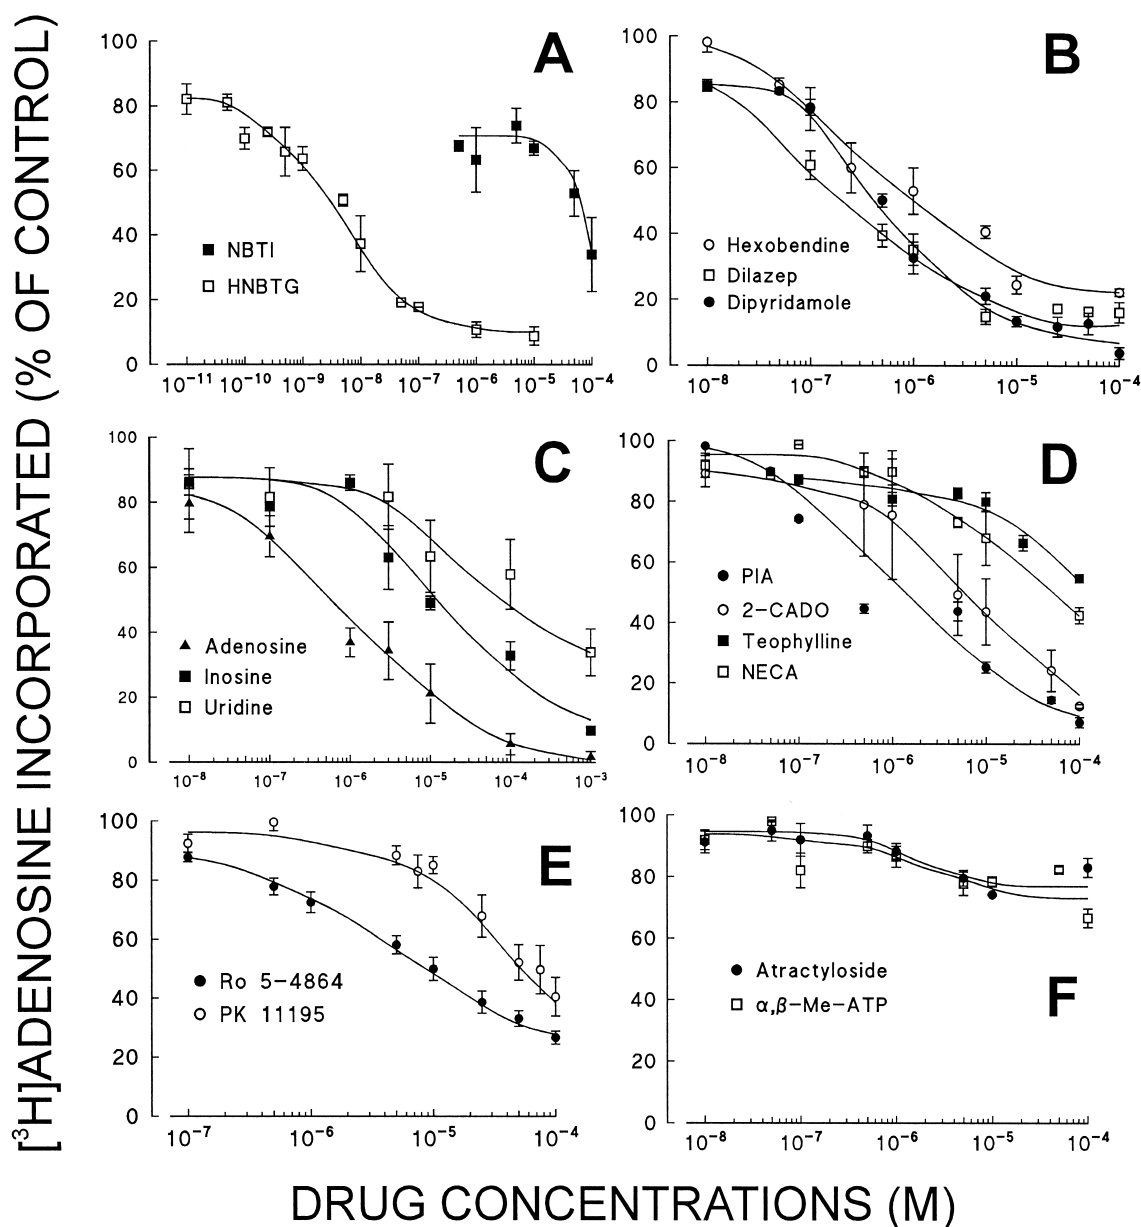 [³H]ADENOSINE INCORPORATED (% OF CONTROL)
A
100
80
60
40
20
0
NBTI
HNBTG
10⁻¹¹ 10⁻¹⁰ 10⁻⁹ 10⁻⁸ 10⁻⁷ 10⁻⁶ 10⁻⁵ 10⁻⁴
B
100
80
60
40
20
0
Hexobendine
Dilazep
Dipyridamole
10⁻⁸ 10⁻⁷ 10⁻⁶ 10⁻⁵ 10⁻⁴
C
100
80
60
40
20
0
Adenosine
Inosine
Uridine
10⁻⁸ 10⁻⁷ 10⁻⁶ 10⁻⁵ 10⁻⁴ 10⁻³
D
100
80
60
40
20
0
PIA
2-CADO
Teophylline
NECA
10⁻⁸ 10⁻⁷ 10⁻⁶ 10⁻⁵ 10⁻⁴
E
100
80
60
40
20
0
Ro 5-4864
PK 11195
10⁻⁷ 10⁻⁶ 10⁻⁵ 10⁻⁴
F
100
80
60
40
20
0
Atractyloside
α,β-Me-ATP
10⁻⁸ 10⁻⁷ 10⁻⁶ 10⁻⁵ 10⁻⁴
DRUG CONCENTRATIONS (M)